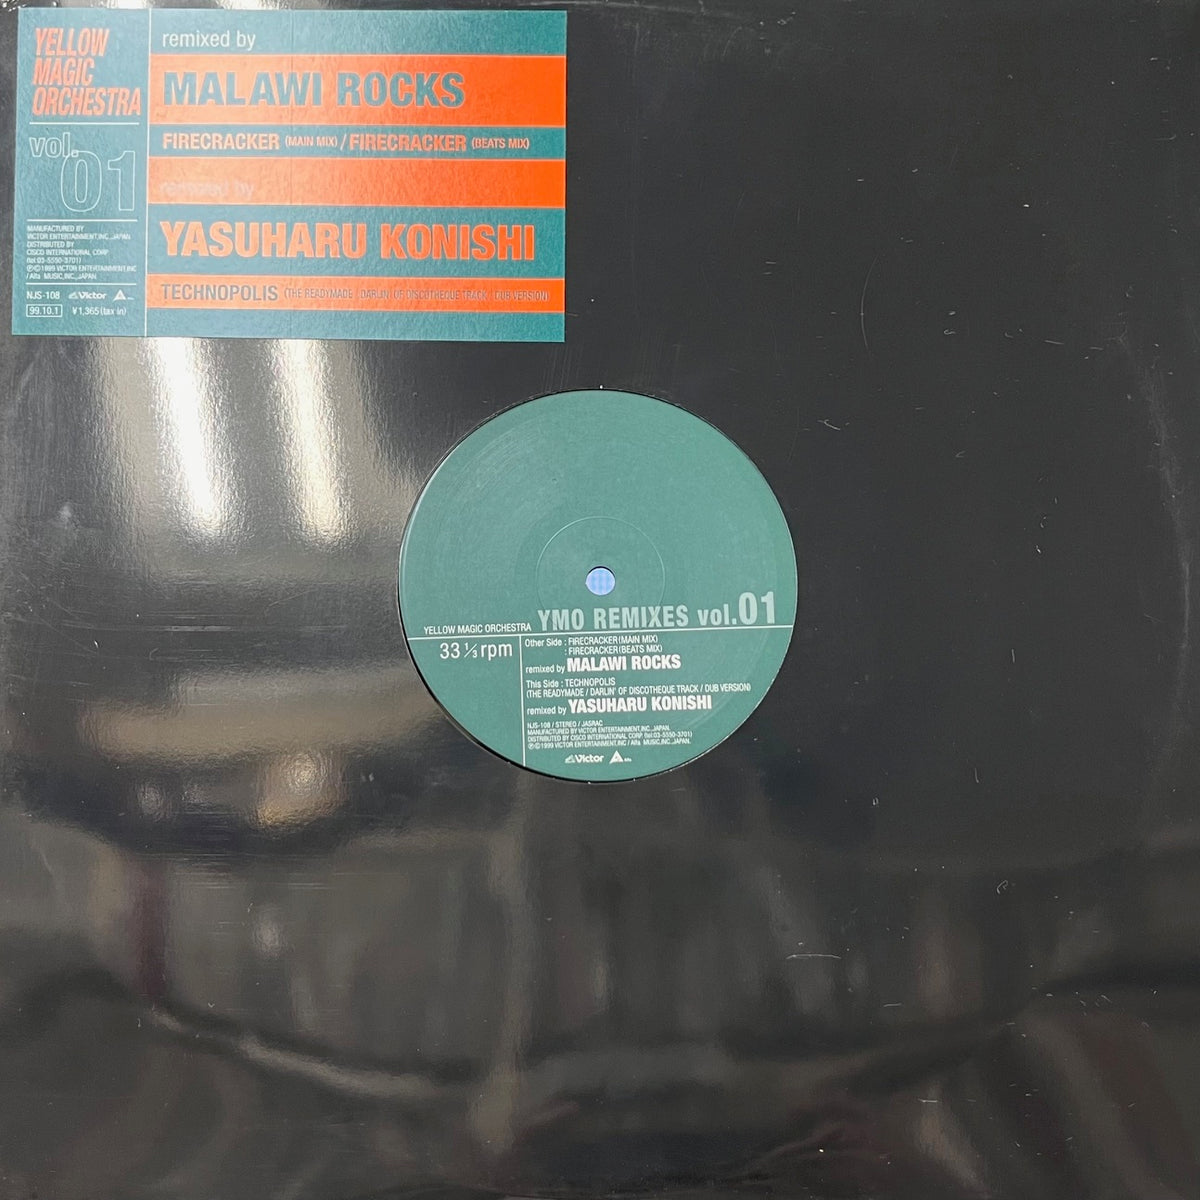 YELLOW
MAGIC
ORCHESTRA
vol.
01
MANUFACTURED BY
VICTOR ENTERTAINMENT,INC.,JAPAN.
DISTRIBUTED BY
CISCO INTERNATIONAL CORP.
(tel:03-5550-3701)
℗©1999 VICTOR ENTERTAINMENT,INC
/ Alfa MUSIC,INC.,JAPAN.
NJS-108 Victor
99.10.1 ¥1,365 (tax in)
remixed by
MALAWI ROCKS
FIRECRACKER (MAIN MIX) / FIRECRACKER (BEATS MIX)
remixed by
YASUHARU KONISHI
TECHNOPOLIS (THE READYMADE / DARLIN' OF DISCOTHEQUE TRACK / DUB VERSION)
YELLOW MAGIC ORCHESTRA YMO REMIXES vol.01
33 1/3 rpm
Other Side : FIRECRACKER (MAIN MIX)
: FIRECRACKER (BEATS MIX)
remixed by MALAWI ROCKS
This Side : TECHNOPOLIS
(THE READYMADE / DARLIN' OF DISCOTHEQUE TRACK / DUB VERSION)
remixed by YASUHARU KONISHI
NJS-108 / STEREO / JASRAC
MANUFACTURED BY VICTOR ENTERTAINMENT,INC.,JAPAN.
DISTRIBUTED BY CISCO INTERNATIONAL CORP. (tel:03-5550-3701)
℗©1999 VICTOR ENTERTAINMENT,INC / Alfa MUSIC,INC.,JAPAN.
Victor Alfa